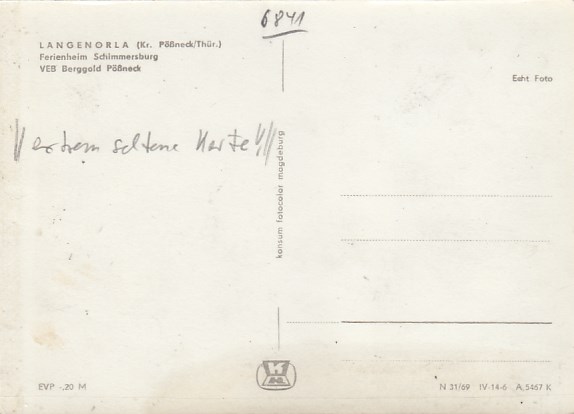 6841
LANGENORLA (Kr. Pößneck/Thür.)
Ferienheim Schimmersburg
VEB Berggold Pößneck
Echt Foto
// extrem seltene Karte !//
konsum fotocolor magdeburg
EVP -,20 M
K
N 31/69 IV-14-6 A,5467 K